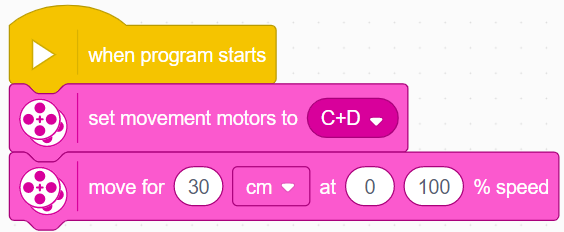 when program starts
set movement motors to C+D
move for 30 cm at 0 100 % speed